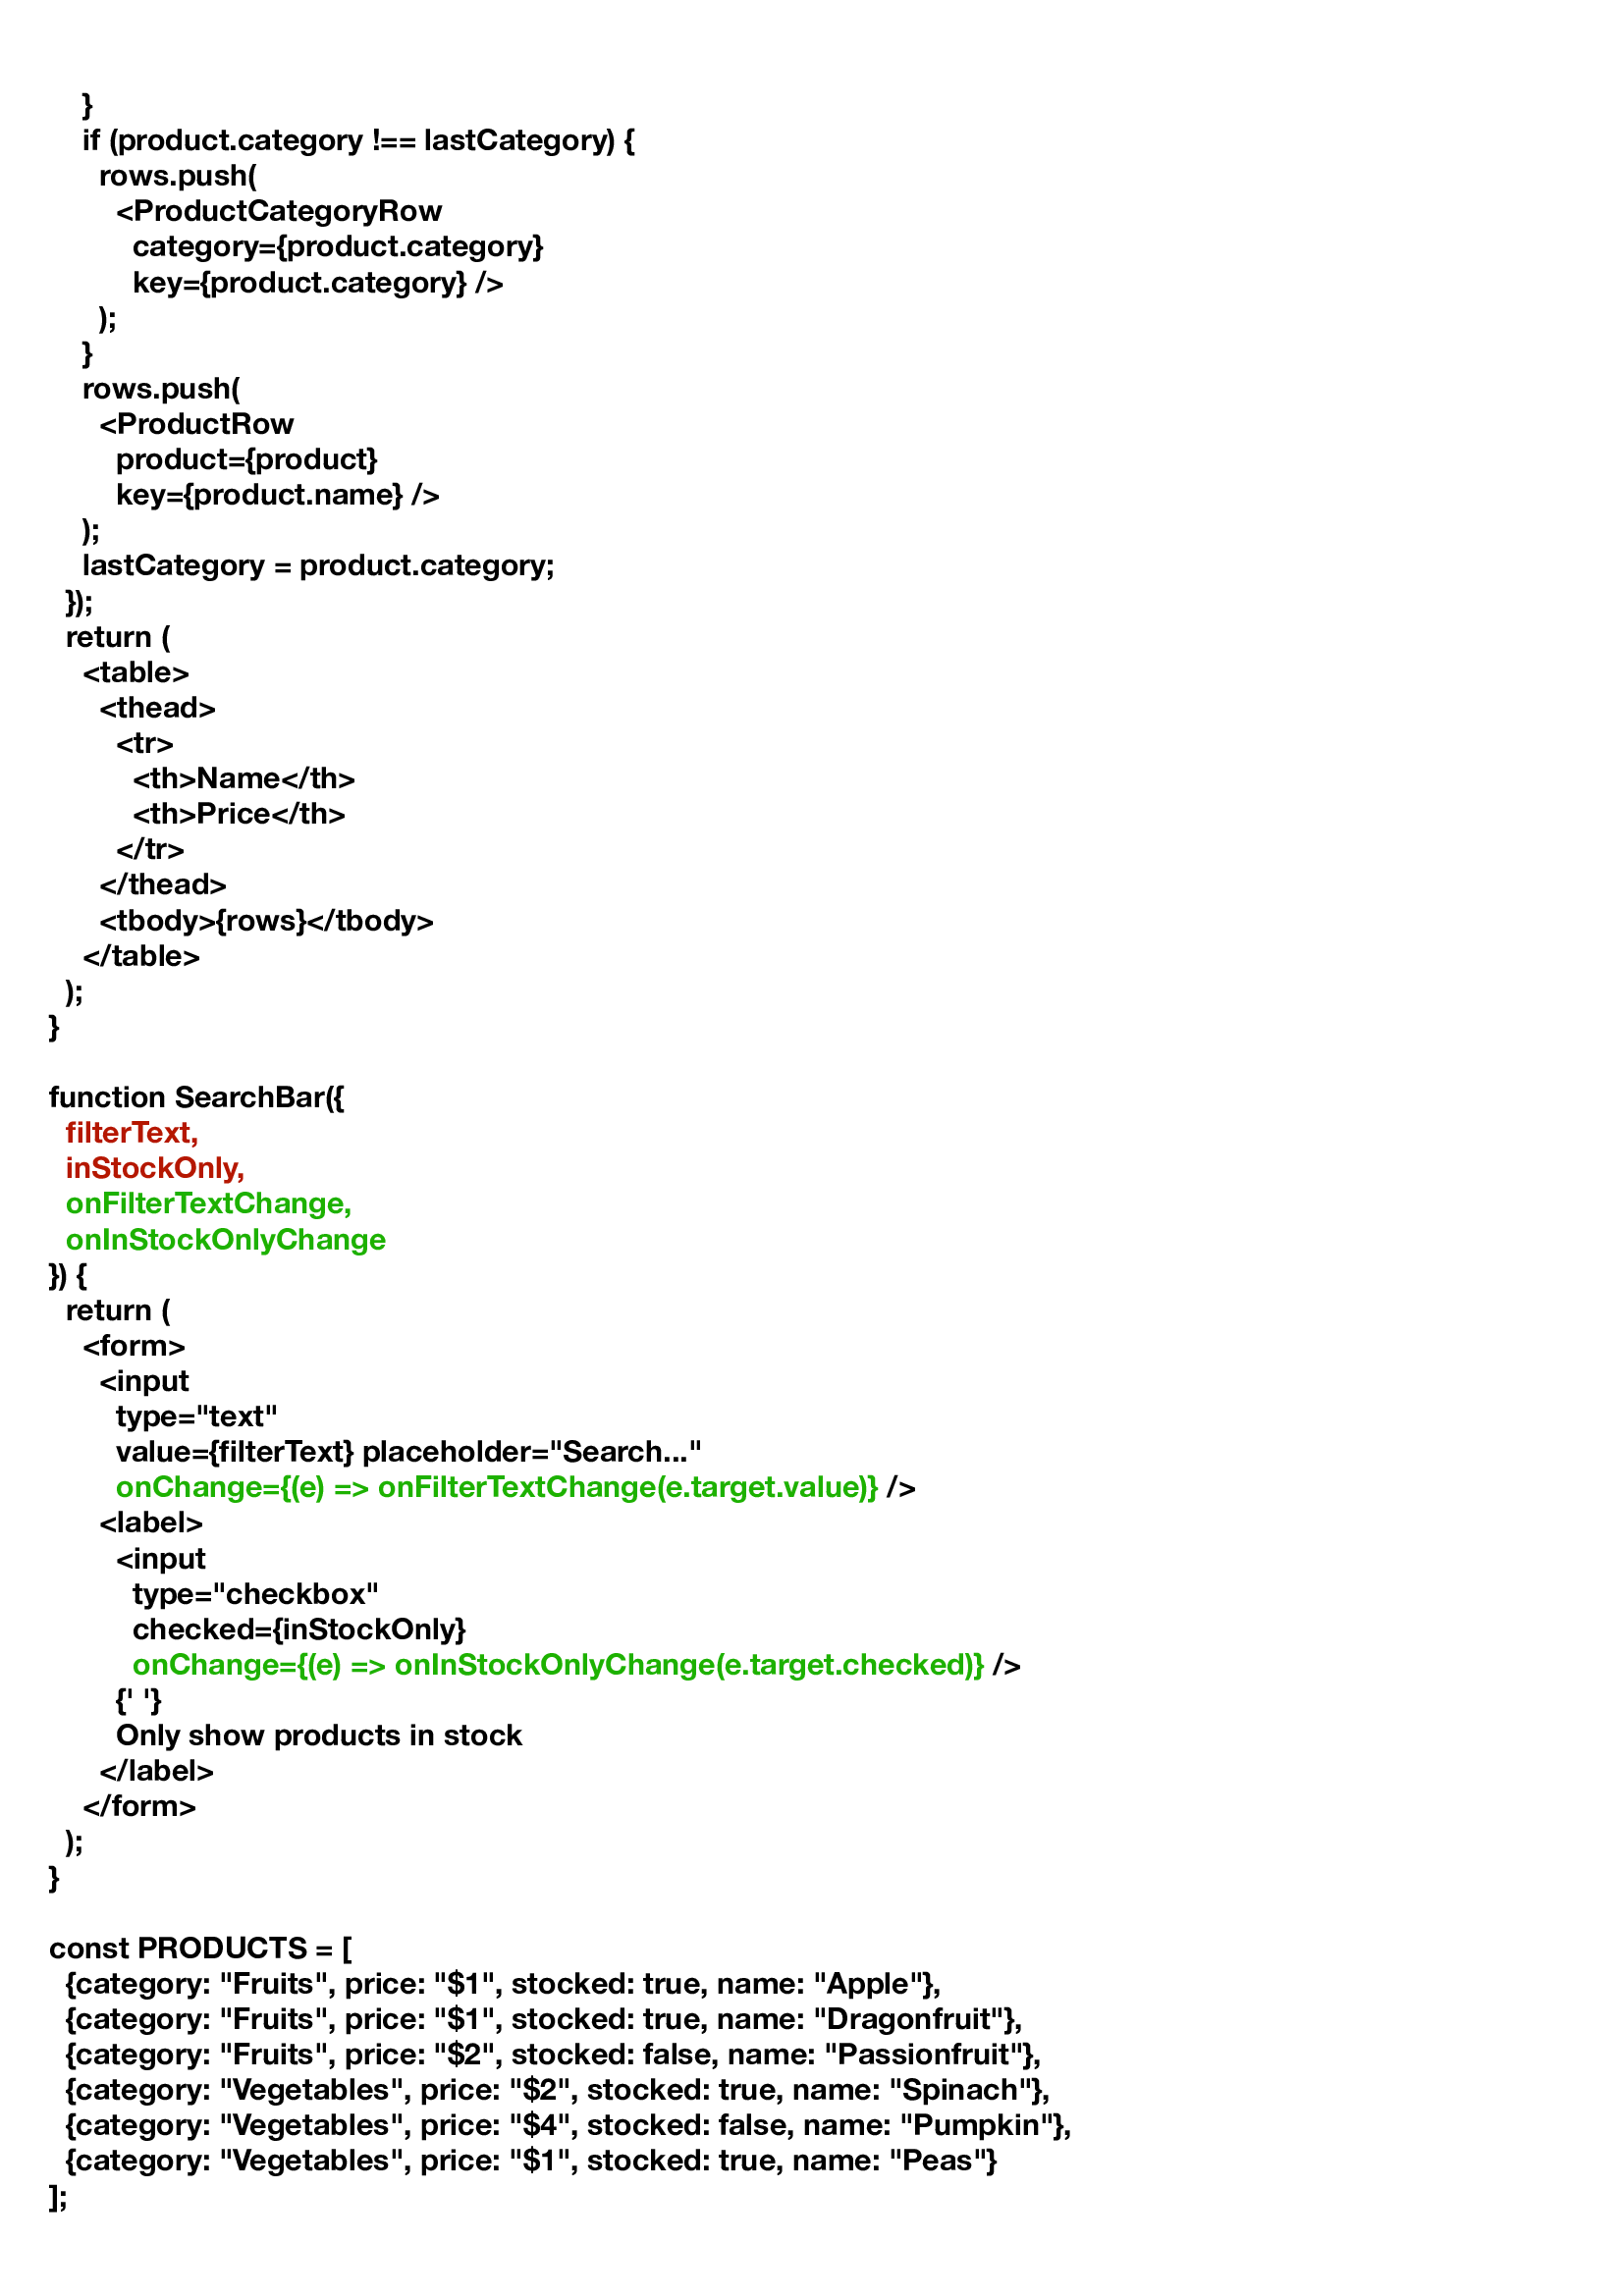 }
    if (product.category !== lastCategory) {
      rows.push(
        <ProductCategoryRow
          category={product.category}
          key={product.category} />
      );
    }
    rows.push(
      <ProductRow
        product={product}
        key={product.name} />
    );
    lastCategory = product.category;
  });
  return (
    <table>
      <thead>
        <tr>
          <th>Name</th>
          <th>Price</th>
        </tr>
      </thead>
      <tbody>{rows}</tbody>
    </table>
  );
}

function SearchBar({
  filterText,
  inStockOnly,
  onFilterTextChange,
  onInStockOnlyChange
}) {
  return (
    <form>
      <input
        type="text"
        value={filterText} placeholder="Search..."
        onChange={(e) => onFilterTextChange(e.target.value)} />
      <label>
        <input
          type="checkbox"
          checked={inStockOnly}
          onChange={(e) => onInStockOnlyChange(e.target.checked)} />
        {' '}
        Only show products in stock
      </label>
    </form>
  );
}

const PRODUCTS = [
  {category: "Fruits", price: "$1", stocked: true, name: "Apple"},
  {category: "Fruits", price: "$1", stocked: true, name: "Dragonfruit"},
  {category: "Fruits", price: "$2", stocked: false, name: "Passionfruit"},
  {category: "Vegetables", price: "$2", stocked: true, name: "Spinach"},
  {category: "Vegetables", price: "$4", stocked: false, name: "Pumpkin"},
  {category: "Vegetables", price: "$1", stocked: true, name: "Peas"}
];